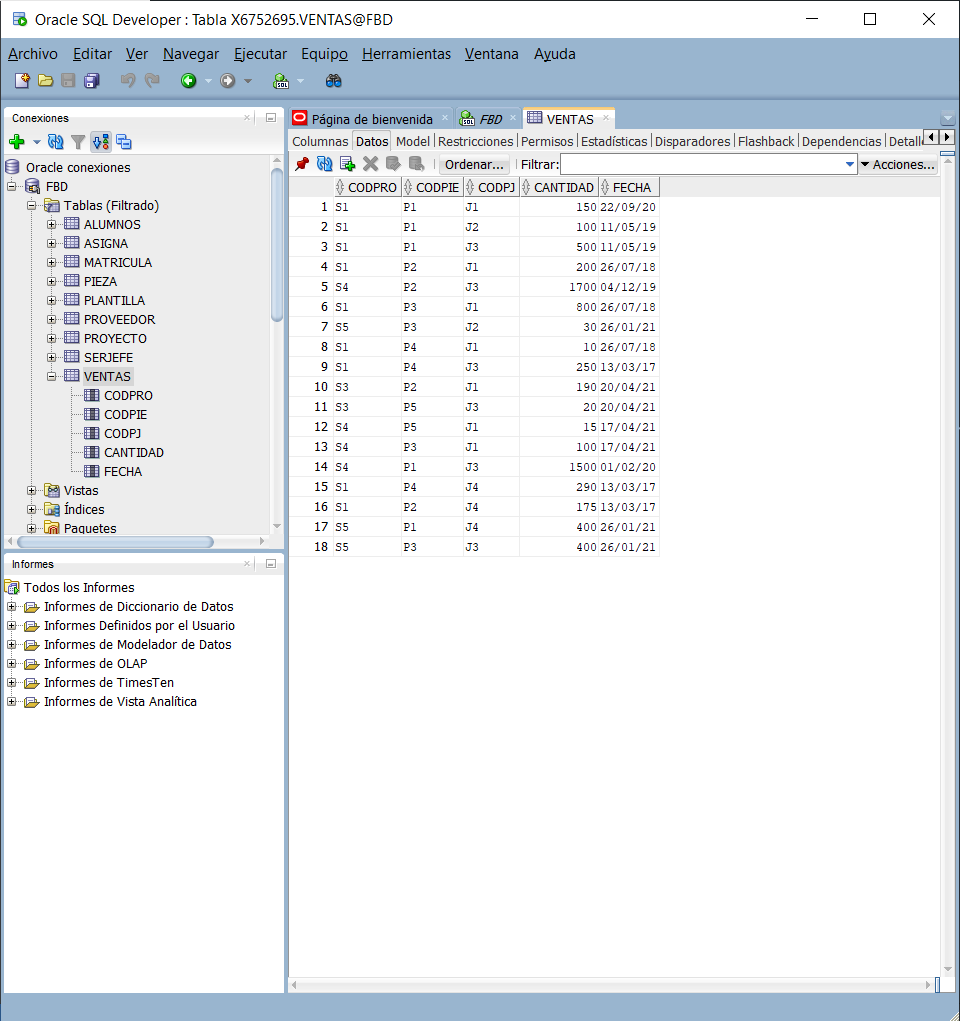 Oracle SQL Developer : Tabla X6752695.VENTAS@FBD
Archivo Editar Ver Navegar Ejecutar Equipo Herramientas Ventana Ayuda
Conexiones
Oracle conexiones
FBD
Tablas (Filtrado)
ALUMNOS
ASIGNA
MATRICULA
PIEZA
PLANTILLA
PROVEEDOR
PROYECTO
SERJEFE
VENTAS
CODPRO
CODPIE
CODPJ
CANTIDAD
FECHA
Vistas
Índices
Paquetes
Informes
Todos los Informes
Informes de Diccionario de Datos
Informes Definidos por el Usuario
Informes de Modelador de Datos
Informes de OLAP
Informes de TimesTen
Informes de Vista Analítica
Página de bienvenida FBD VENTAS
Columnas Datos Model Restricciones Permisos Estadísticas Disparadores Flashback Dependencias Detall
Ordenar... Filtrar: Acciones...
CODPRO CODPIE CODPJ CANTIDAD FECHA
1 S1 P1 J1 150 22/09/20
2 S1 P1 J2 100 11/05/19
3 S1 P1 J3 500 11/05/19
4 S1 P2 J1 200 26/07/18
5 S4 P2 J3 1700 04/12/19
6 S1 P3 J1 800 26/07/18
7 S5 P3 J2 30 26/01/21
8 S1 P4 J1 10 26/07/18
9 S1 P4 J3 250 13/03/17
10 S3 P2 J1 190 20/04/21
11 S3 P5 J3 20 20/04/21
12 S4 P5 J1 15 17/04/21
13 S4 P3 J1 100 17/04/21
14 S4 P1 J3 1500 01/02/20
15 S1 P4 J4 290 13/03/17
16 S1 P2 J4 175 13/03/17
17 S5 P1 J4 400 26/01/21
18 S5 P3 J3 400 26/01/21